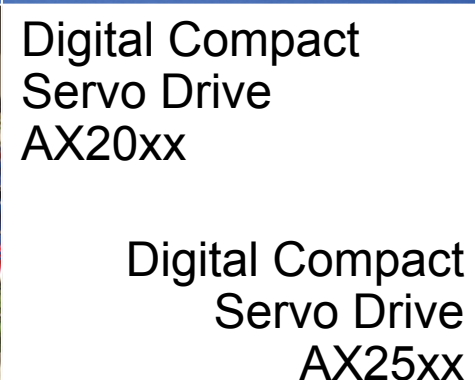 Digital Compact
Servo Drive
AX20xx
Digital Compact
Servo Drive
AX25xx